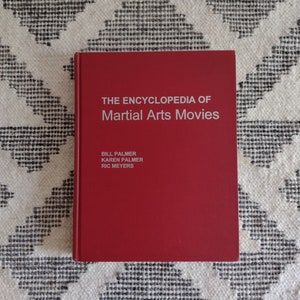 THE ENCYCLOPEDIA OF
Martial Arts Movies
BILL PALMER
KAREN PALMER
RIC MEYERS